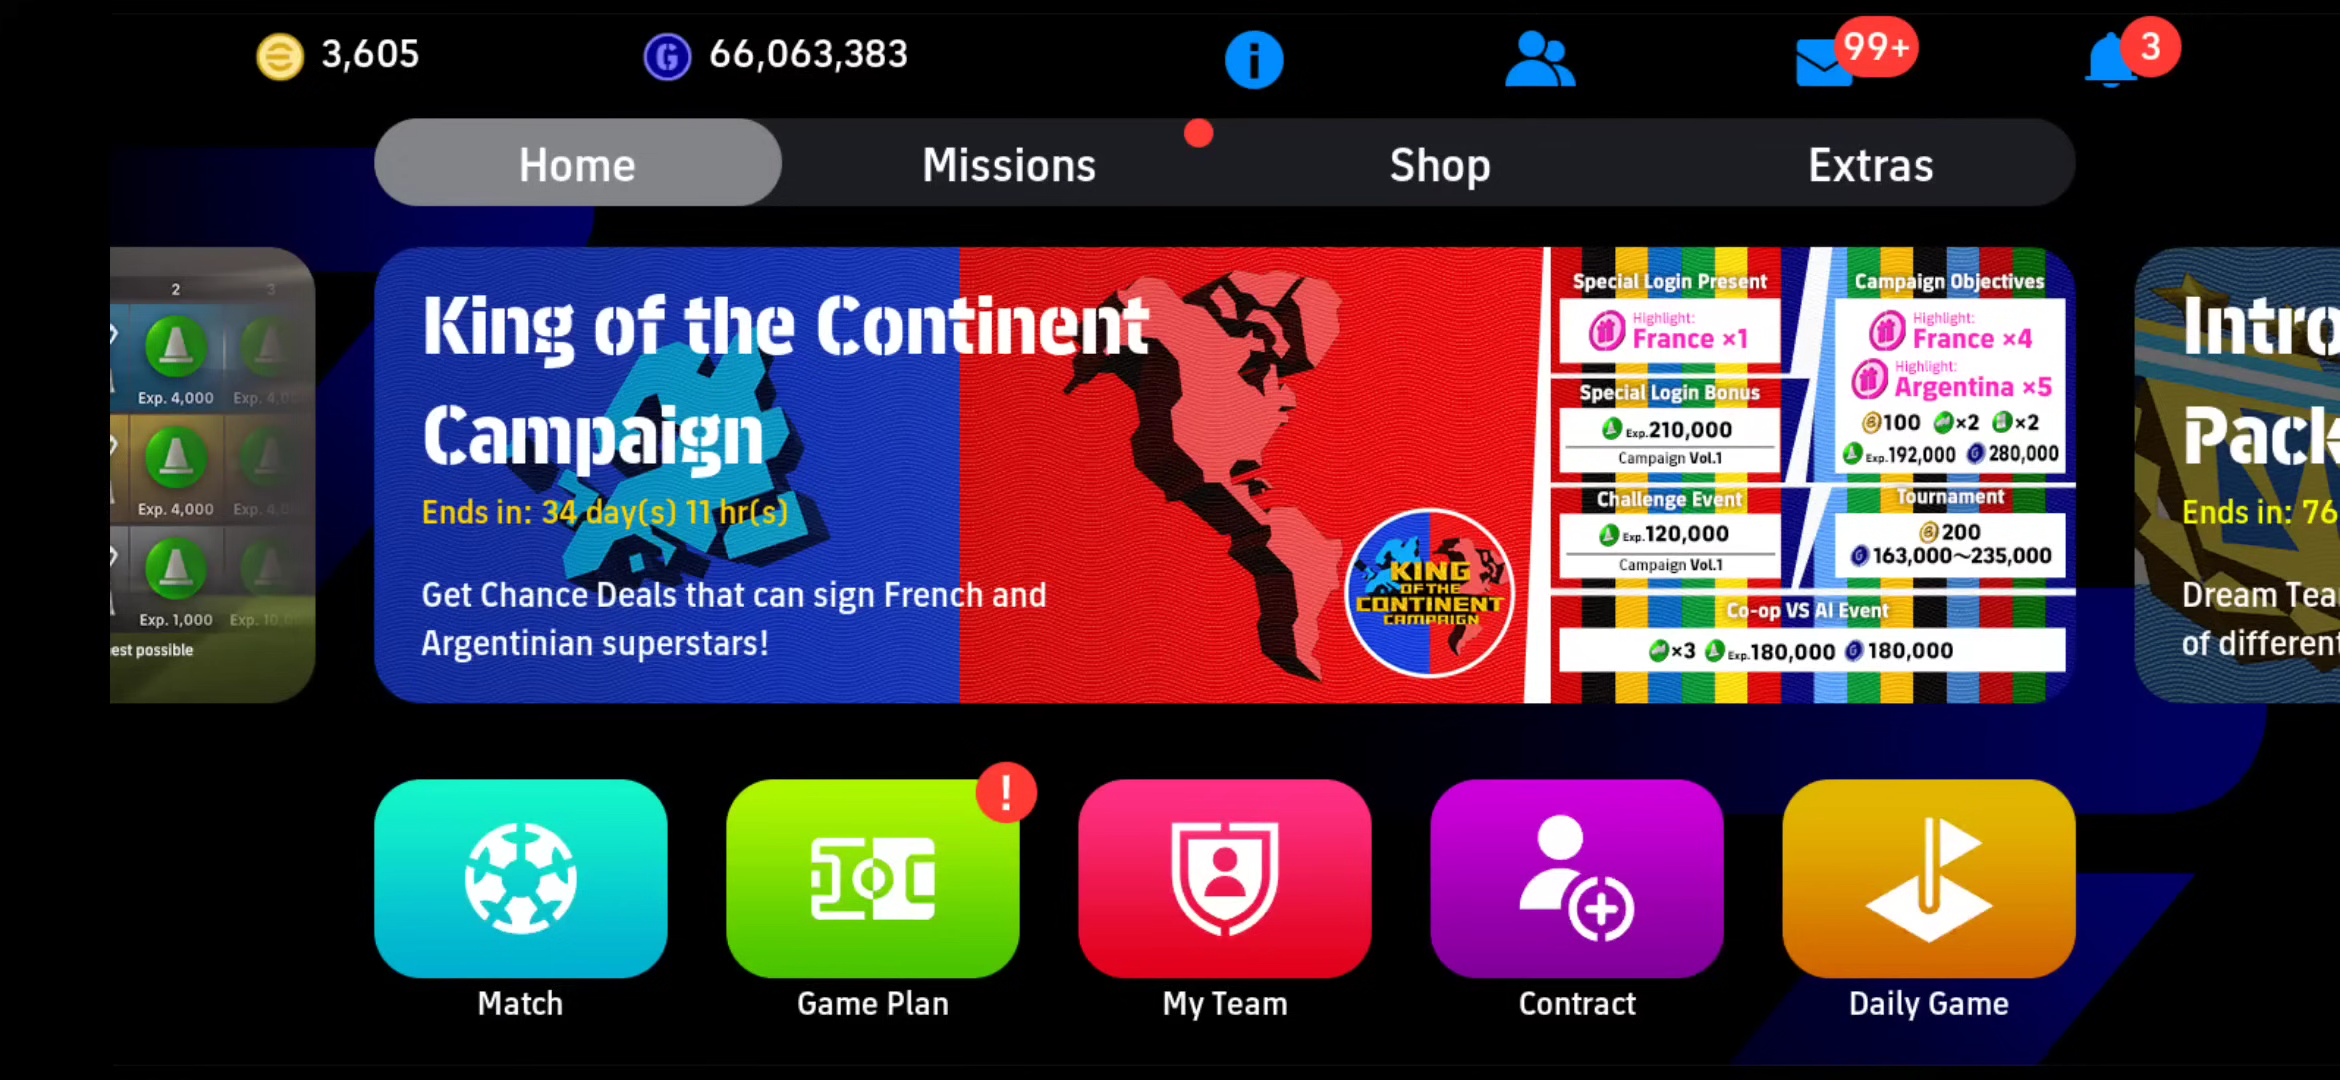 3,605
66,063,383
99+
3
Home
Missions
Shop
Extras
2
3
Exp. 4,000
Exp. 4,000
Exp. 1,000
est possible
King of the Continent
Campaign
Ends in: 34 day(s) 11 hr(s)
Get Chance Deals that can sign French and
Argentinian superstars!
KING
OF THE
CONTINENT
CAMPAIGN
Special Login Present
Highlight:
France ×1
Special Login Bonus
Exp.210,000
Campaign Vol.1
Challenge Event
Exp.120,000
Campaign Vol.1
Campaign Objectives
Highlight:
France ×4
Highlight:
Argentina ×5
100 ×2 ×2
Exp.192,000 280,000
Tournament
200
163,000~235,000
Co-op VS AI Event
×3 Exp.180,000 180,000
Intro
Pack
Ends in: 76
Dream Tea
of different
!
Match
Game Plan
My Team
Contract
Daily Game